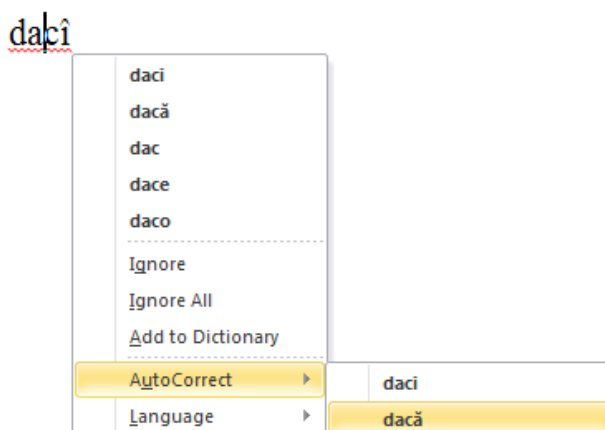 dacî
daci
dacă
dac
dace
daco
Ignore
Ignore All
Add to Dictionary
AutoCorrect
daci
Language
dacă